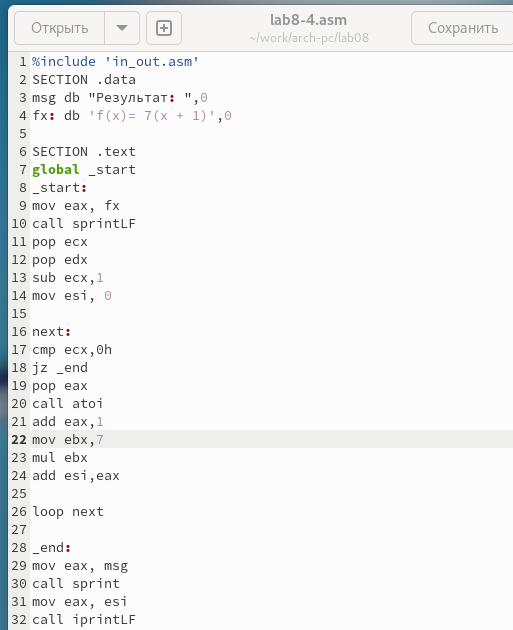 Открыть
lab8-4.asm
~/work/arch-pc/lab08
Сохранить
1 %include 'in_out.asm'
2 SECTION .data
3 msg db "Результат: ",0
4 fx: db 'f(x)= 7(x + 1)',0
5
6 SECTION .text
7 global _start
8 _start:
9 mov eax, fx
10 call sprintLF
11 pop ecx
12 pop edx
13 sub ecx,1
14 mov esi, 0
15
16 next:
17 cmp ecx,0h
18 jz _end
19 pop eax
20 call atoi
21 add eax,1
22 mov ebx,7
23 mul ebx
24 add esi,eax
25
26 loop next
27
28 _end:
29 mov eax, msg
30 call sprint
31 mov eax, esi
32 call iprintLF